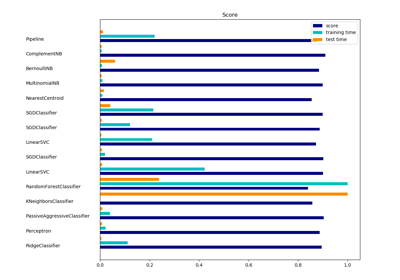 Score
score
training time
test time
Pipeline
ComplementNB
BernoulliNB
MultinomialNB
NearestCentroid
SGDClassifier
SGDClassifier
LinearSVC
SGDClassifier
LinearSVC
RandomForestClassifier
KNeighborsClassifier
PassiveAggressiveClassifier
Perceptron
RidgeClassifier
0.0 0.2 0.4 0.6 0.8 1.0